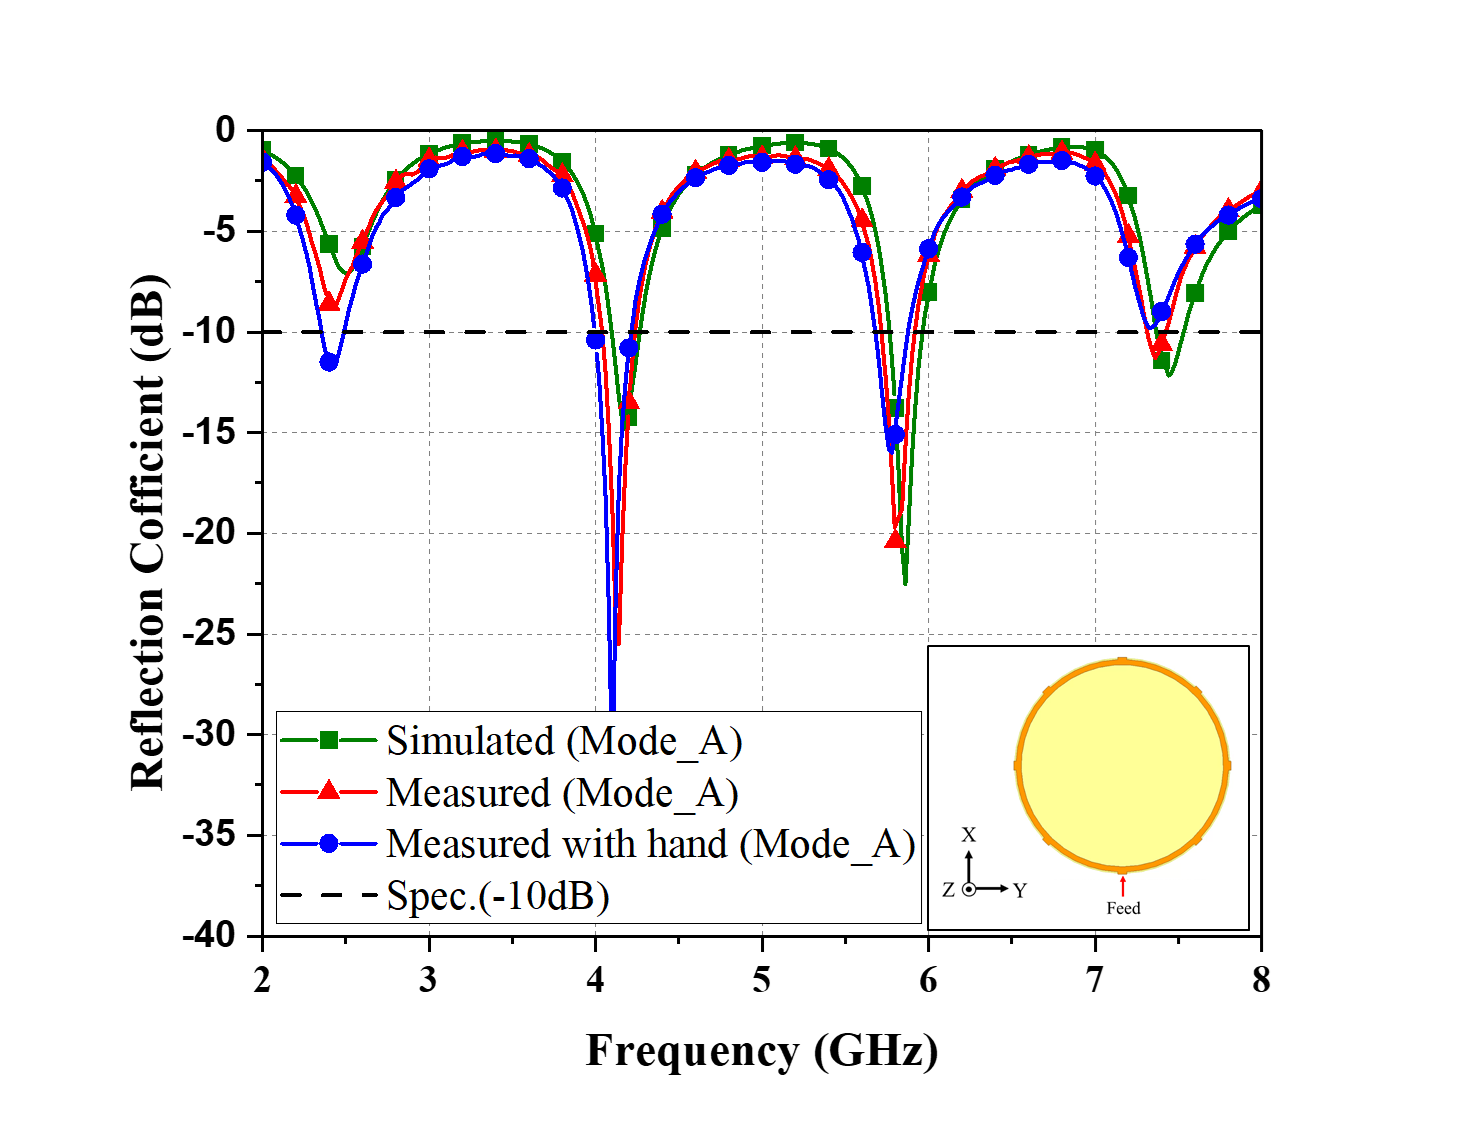 0
-5
-10
-15
-20
-25
-30
-35
-40
Reflection Cofficient (dB)
Simulated (Mode_A)
Measured (Mode_A)
Measured with hand (Mode_A)
Spec.(-10dB)
X
Z
Y
Feed
2 3 4 5 6 7 8
Frequency (GHz)